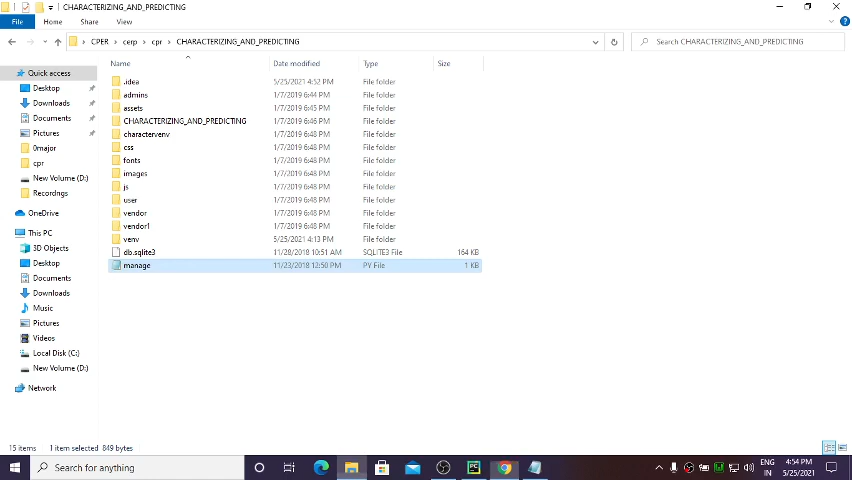 CHARACTERIZING_AND_PREDICTING
File Home Share View
CPER cerp cpr CHARACTERIZING_AND_PREDICTING
Search CHARACTERIZING_AND_PREDICTING
Name Date modified Type Size
Quick access
Desktop
Downloads
Documents
Pictures
0major
cpr
New Volume (D:)
Recordngs
OneDrive
This PC
3D Objects
Desktop
Documents
Downloads
Music
Pictures
Videos
Local Disk (C:)
New Volume (D:)
Network
.idea 5/25/2021 4:52 PM File folder
admins 1/7/2019 6:44 PM File folder
assets 1/7/2019 6:45 PM File folder
CHARACTERIZING_AND_PREDICTING 1/7/2019 6:46 PM File folder
charactervenv 1/7/2019 6:48 PM File folder
css 1/7/2019 6:48 PM File folder
fonts 1/7/2019 6:48 PM File folder
images 1/7/2019 6:48 PM File folder
js 1/7/2019 6:48 PM File folder
user 1/7/2019 6:48 PM File folder
vendor 1/7/2019 6:48 PM File folder
vendor1 1/7/2019 6:48 PM File folder
venv 5/25/2021 4:13 PM File folder
db.sqlite3 11/28/2018 10:51 AM SQLITE3 File 164 KB
manage 11/23/2018 12:50 PM PY File 1 KB
15 items 1 item selected 849 bytes
Search for anything
PC
ENG
IN
4:54 PM
5/25/2021